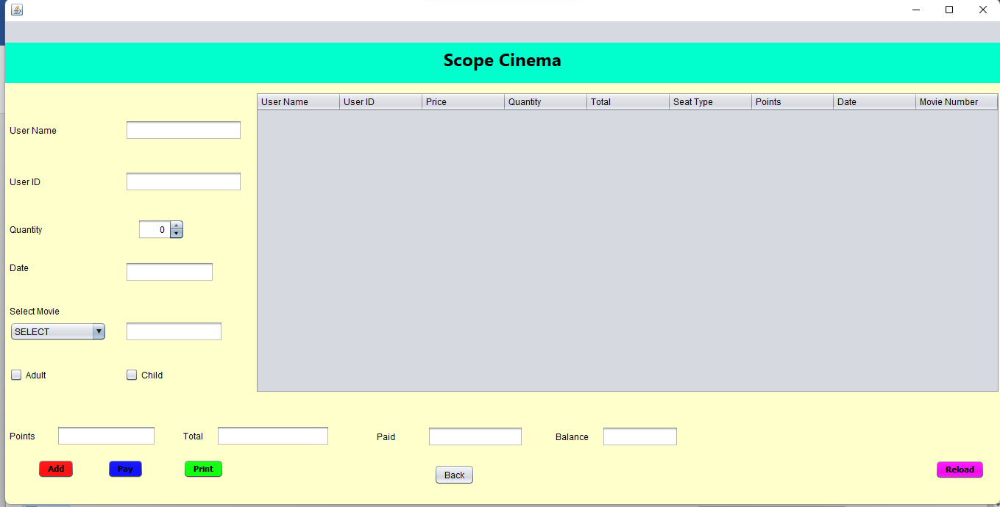 Scope Cinema
User Name User ID Price Quantity Total Seat Type Points Date Movie Number
User Name
User ID
Quantity 0
Date
Select Movie
SELECT
Adult Child
Points Total Paid Balance
Add Pay Print Back Reload